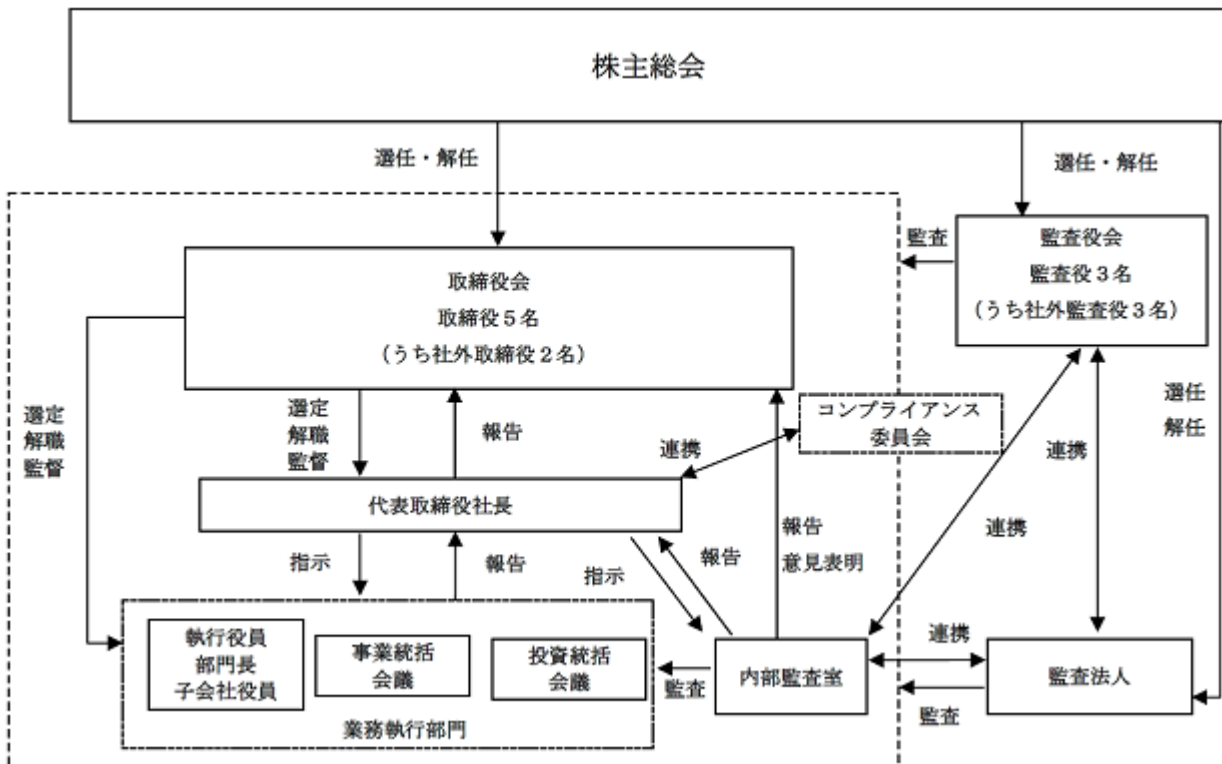 株主総会
選任・解任
選任・解任
監査
監査役会
監査役3名
(うち社外監査役3名)
取締役会
取締役5名
(うち社外取締役2名)
選定
解職
監督
選定
解職
監督
報告
連携
コンプライアンス
委員会
選任
解任
連携
代表取締役社長
報告
意見表明
連携
指示
報告
指示
報告
執行役員
部門長
子会社役員
事業統括
会議
投資統括
会議
監査
内部監査室
連携
監査
監査法人
業務執行部門